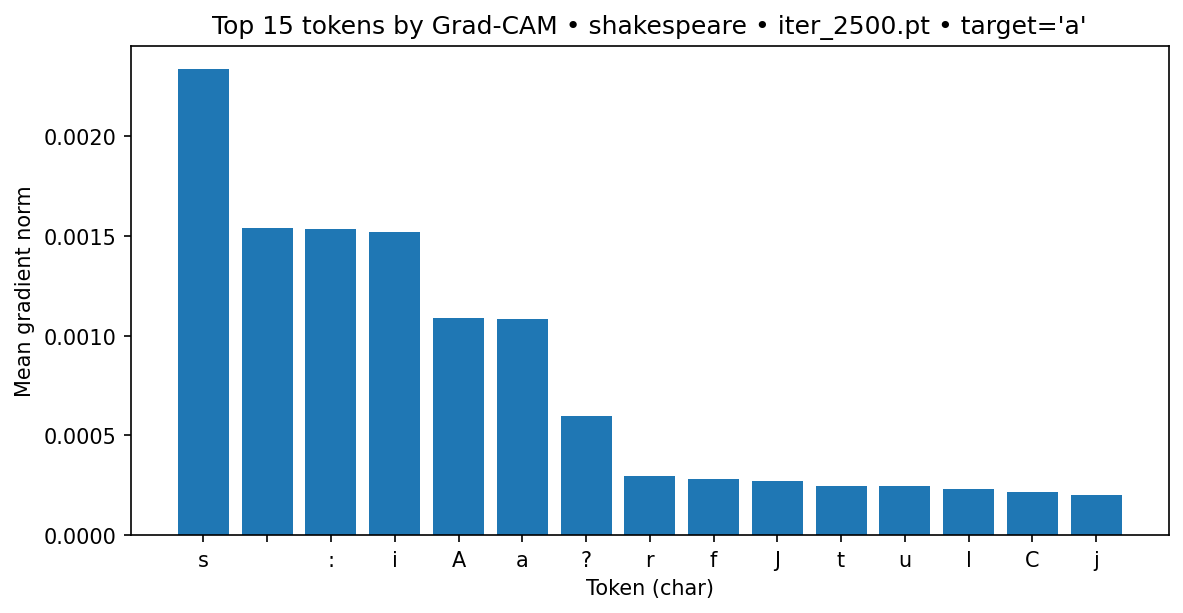 Top 15 tokens by Grad-CAM • shakespeare • iter_2500.pt • target='a'
Mean gradient norm
0.0020
0.0015
0.0010
0.0005
0.0000
s : i A a ? r f J t u l C j
Token (char)